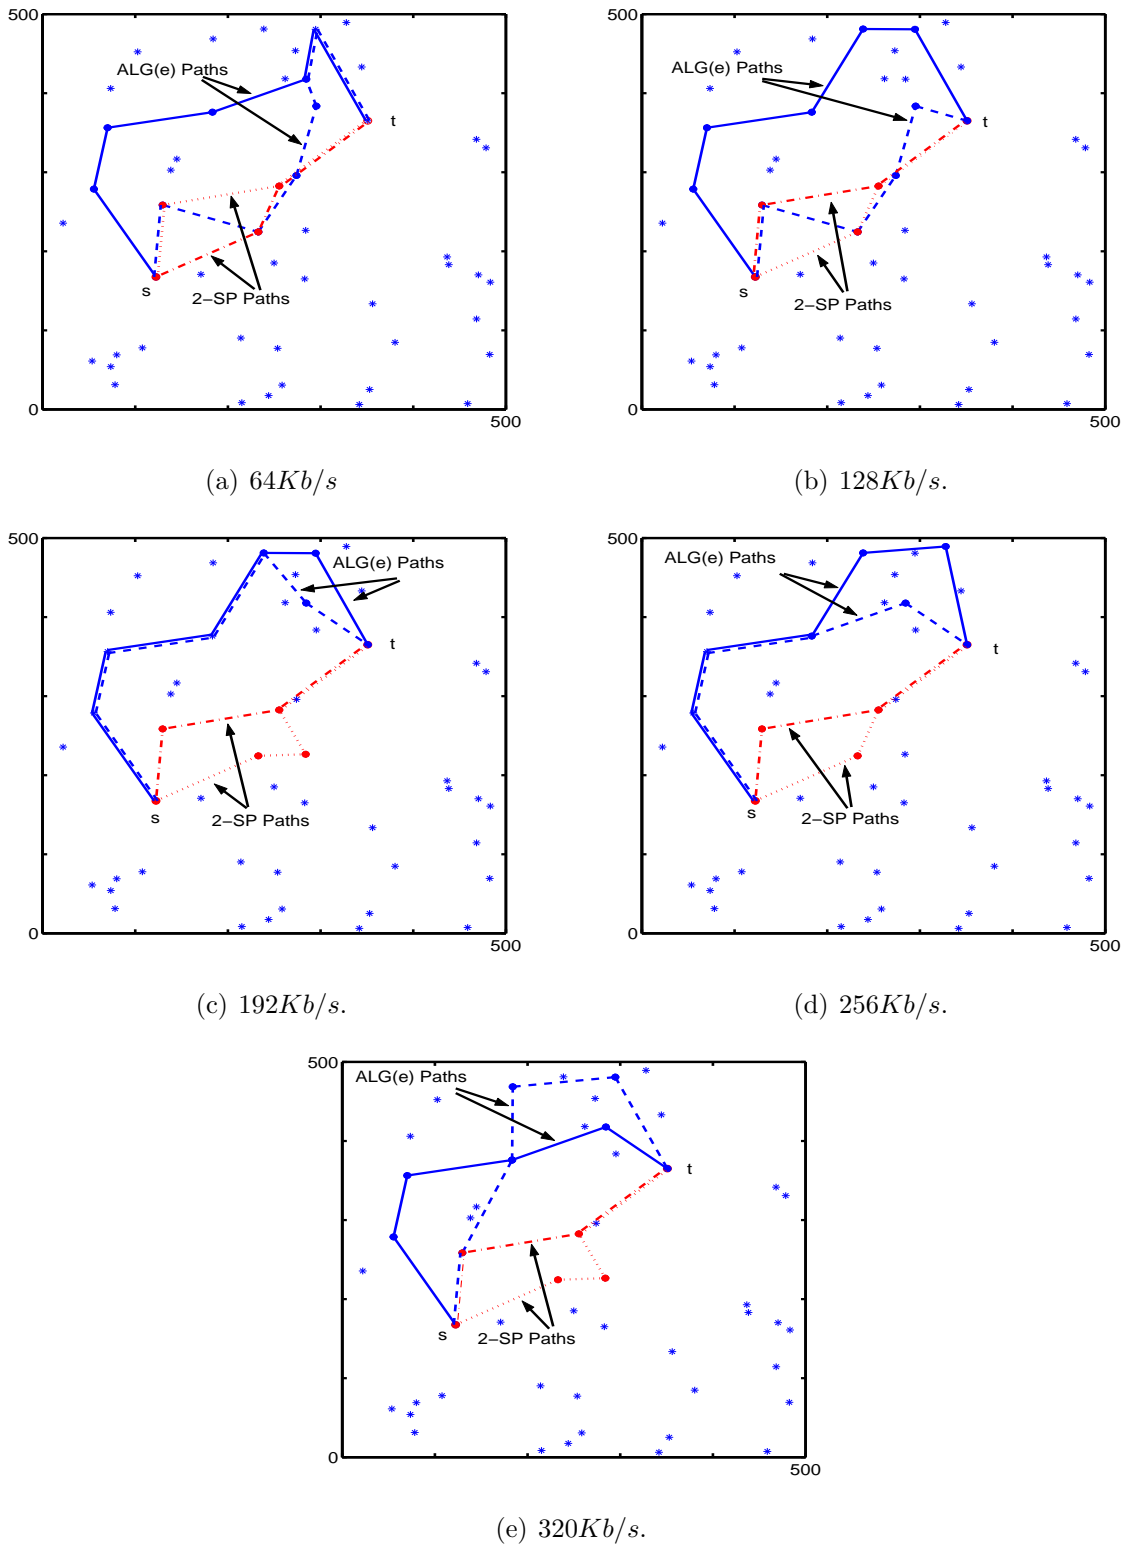 500
ALG(e) Paths
t
s
2−SP Paths
0
500
(a) 64Kb/s
500
ALG(e) Paths
t
s
2−SP Paths
0
500
(b) 128Kb/s.
500
ALG(e) Paths
t
s
2−SP Paths
0
500
(c) 192Kb/s.
500
ALG(e) Paths
t
s
2−SP Paths
0
500
(d) 256Kb/s.
500
ALG(e) Paths
t
s
2−SP Paths
0
500
(e) 320Kb/s.